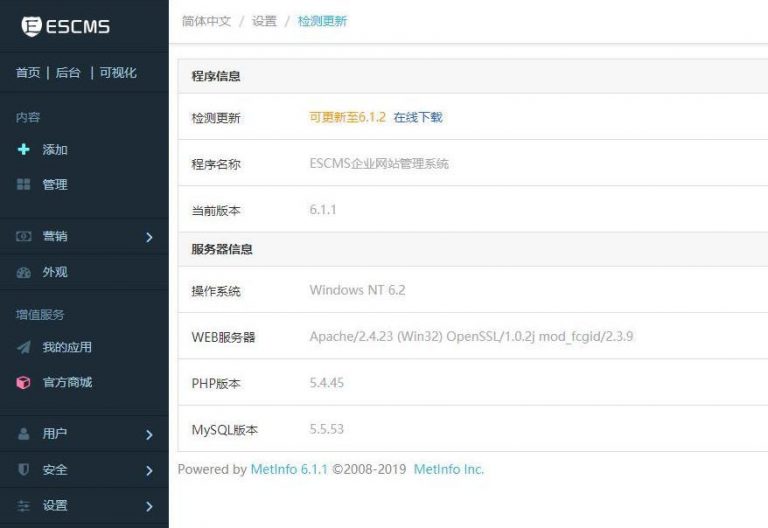 ESCMS
首页 | 后台 | 可视化
内容
添加
管理
营销
外观
增值服务
我的应用
官方商城
用户
安全
设置
简体中文 / 设置 / 检测更新
程序信息
检测更新 可更新至6.1.2 在线下载
程序名称 ESCMS企业网站管理系统
当前版本 6.1.1
服务器信息
操作系统 Windows NT 6.2
WEB服务器 Apache/2.4.23 (Win32) OpenSSL/1.0.2j mod_fcgid/2.3.9
PHP版本 5.4.45
MySQL版本 5.5.53
Powered by MetInfo 6.1.1 ©2008-2019 MetInfo Inc.